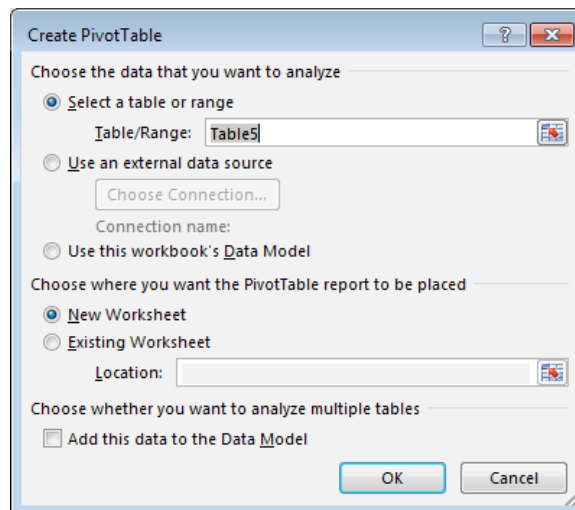 Create PivotTable
?
Choose the data that you want to analyze
Select a table or range
Table/Range: Table5
Use an external data source
Choose Connection...
Connection name:
Use this workbook's Data Model
Choose where you want the PivotTable report to be placed
New Worksheet
Existing Worksheet
Location:
Choose whether you want to analyze multiple tables
Add this data to the Data Model
OK Cancel